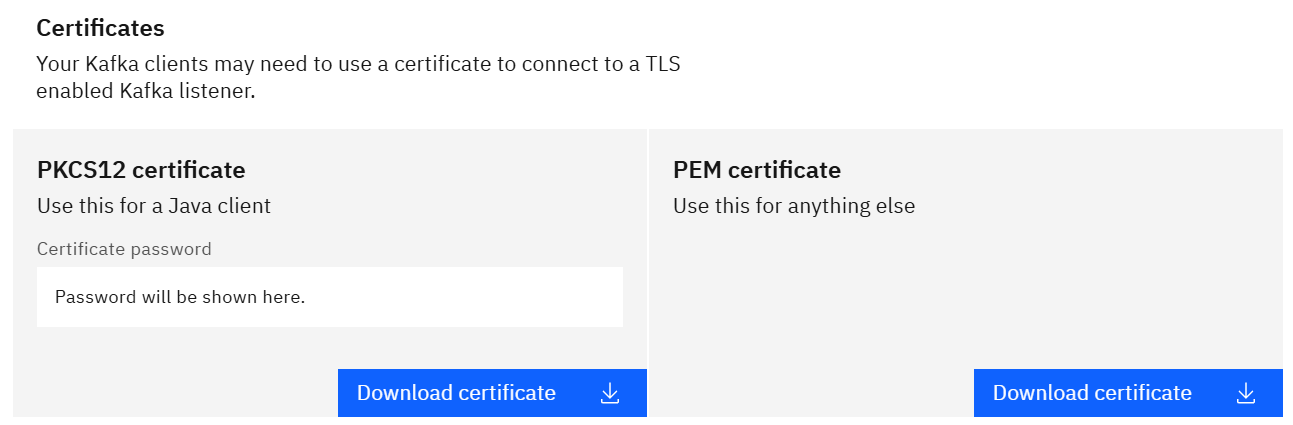 Certificates
Your Kafka clients may need to use a certificate to connect to a TLS
enabled Kafka listener.
PKCS12 certificate
Use this for a Java client
Certificate password
Password will be shown here.
Download certificate
PEM certificate
Use this for anything else
Download certificate